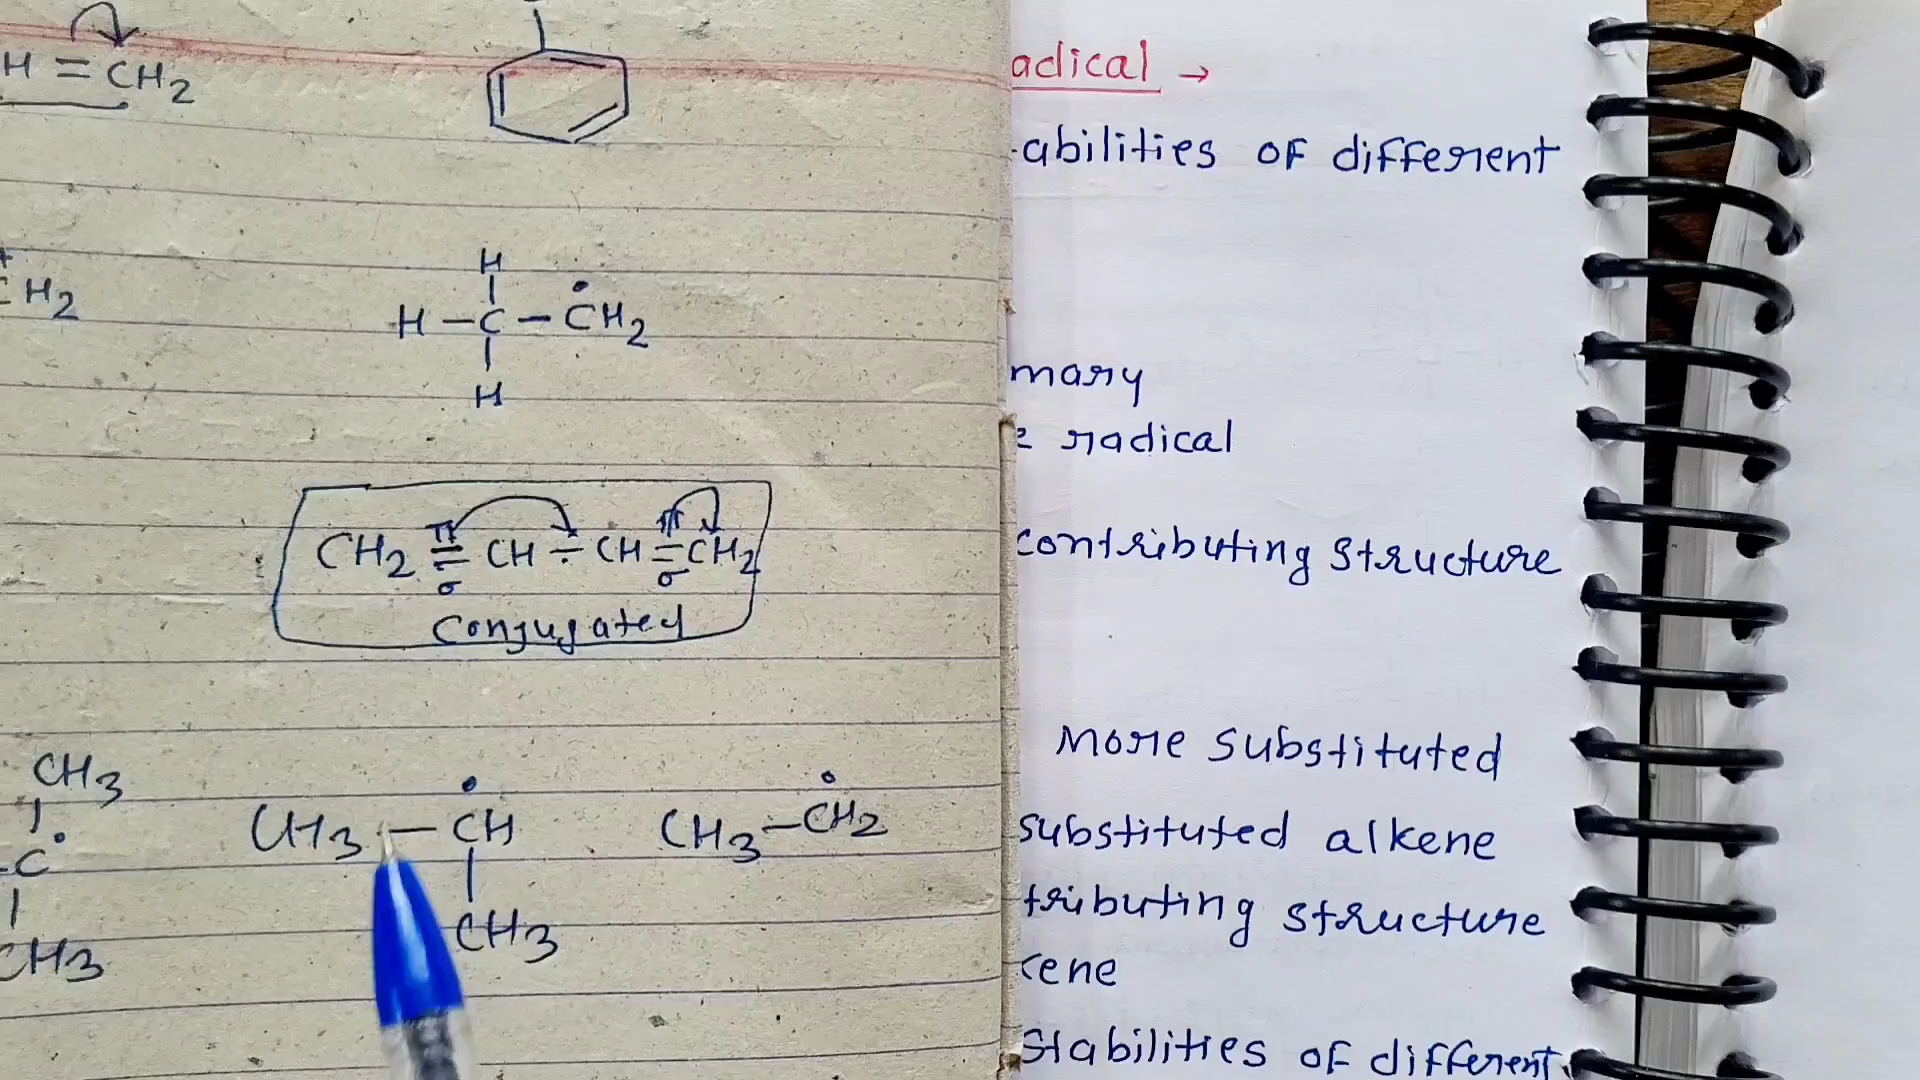 H = CH2
H
H - C - ĊH2
H
CH2
π π
CH2 = CH - CH = CH2
σ σ
Conjugated
CH3
C·
CH3
CH3 - ĊH
CH3
CH3 - ĊH2
adical →
abilities of different
mary
radical
contributing structure
More substituted
substituted alkene
tributing structure
kene
Stabilities of different